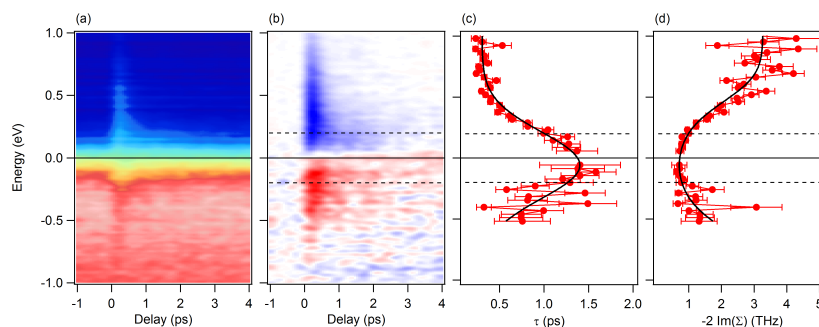 (a) (b) (c) (d)
1.0
0.5
0.0
-0.5
-1.0
Energy (eV)
-1 0 1 2 3 4 -1 0 1 2 3 4 0.5 1.0 1.5 2.0 1 2 3 4 5
Delay (ps) Delay (ps) τ (ps) -2 Im(Σ) (THz)